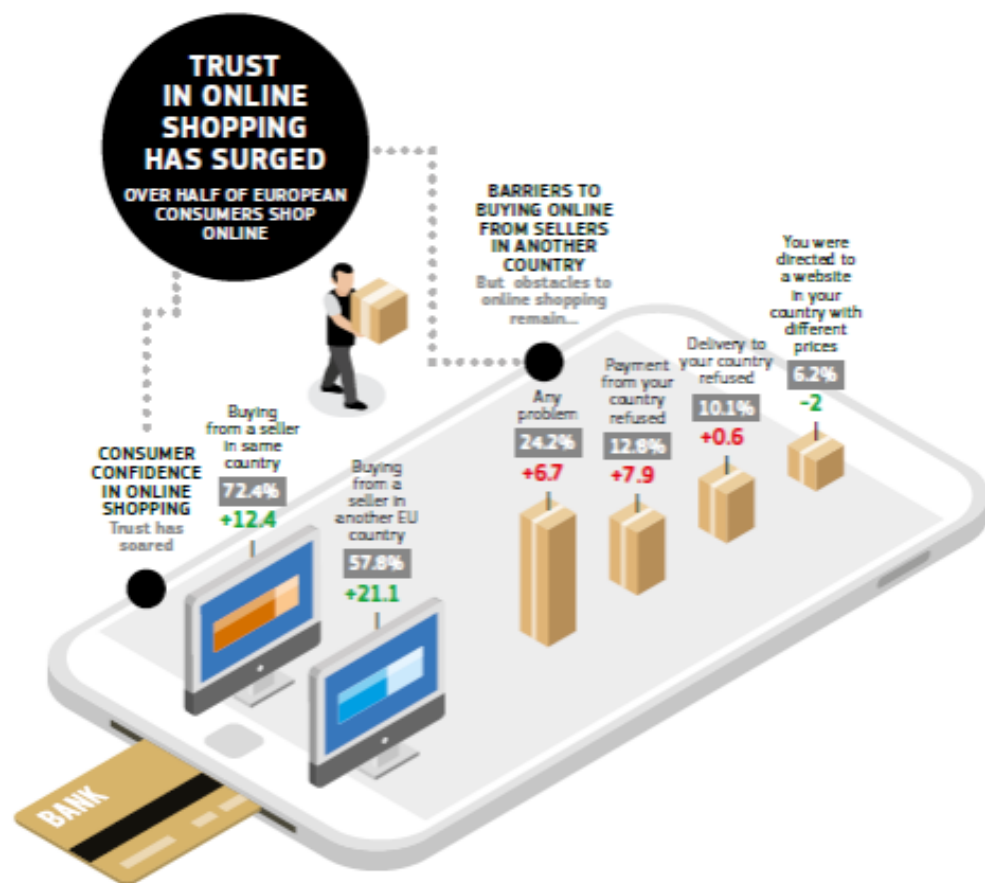 TRUST
IN ONLINE
SHOPPING
HAS SURGED
OVER HALF OF EUROPEAN
CONSUMERS SHOP
ONLINE
CONSUMER
CONFIDENCE
IN ONLINE
SHOPPING
Trust has
soared
Buying
from a seller
in same
country
72.4%
+12.4
Buying
from a
seller in
another EU
country
57.8%
+21.1
BARRIERS TO
BUYING ONLINE
FROM SELLERS
IN ANOTHER
COUNTRY
But obstacles to
online shopping
remain...
Any
problem
24.2%
+6.7
Payment
from your
country
refused
12.8%
+7.9
Delivery to
your country
refused
10.1%
+0.6
You were
directed to
a website
in your
country with
different
prices
6.2%
-2
BANK